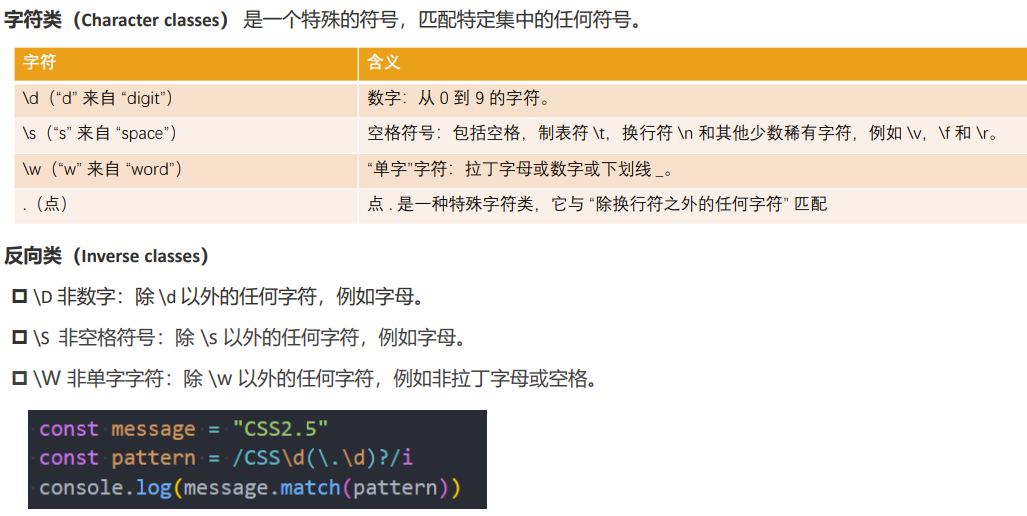 字符类（Character classes） 是一个特殊的符号，匹配特定集中的任何符号。
字符 含义
\d（“d” 来自 “digit”） 数字：从 0 到 9 的字符。
\s（“s” 来自 “space”） 空格符号：包括空格，制表符 \t，换行符 \n 和其他少数稀有字符，例如 \v，\f 和 \r。
\w（“w” 来自 “word”） “单字”字符：拉丁字母或数字或下划线 _。
.（点） 点 . 是一种特殊字符类，它与 “除换行符之外的任何字符” 匹配
反向类（Inverse classes）
\D 非数字：除 \d 以外的任何字符，例如字母。
\S 非空格符号：除 \s 以外的任何字符，例如字母。
\W 非单字字符：除 \w 以外的任何字符，例如非拉丁字母或空格。
const message = "CSS2.5"
const pattern = /CSS\d(\.\d)?/i
console.log(message.match(pattern))